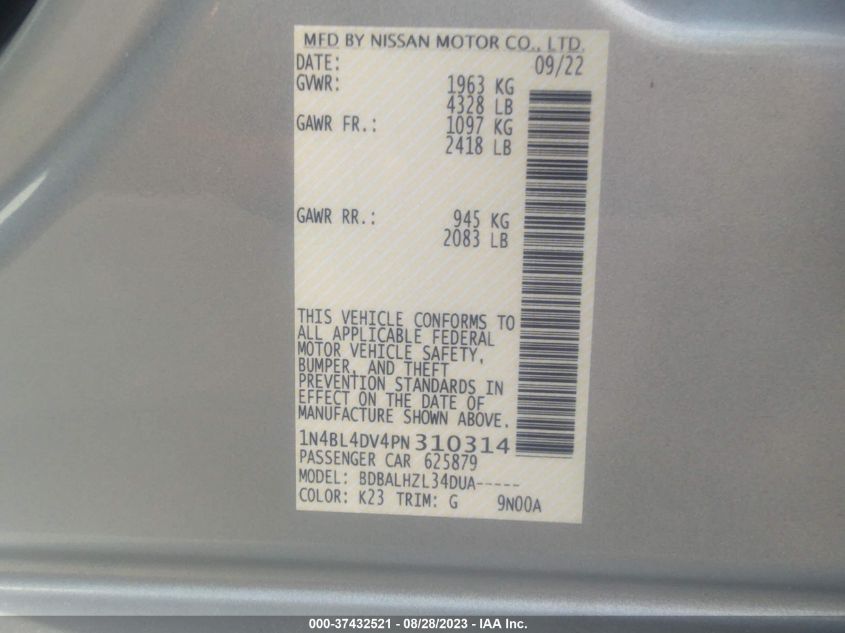 MFD BY NISSAN MOTOR CO., LTD.
DATE: 09/22
GVWR: 1963 KG
4328 LB
GAWR FR.: 1097 KG
2418 LB
GAWR RR.: 945 KG
2083 LB
THIS VEHICLE CONFORMS TO
ALL APPLICABLE FEDERAL
MOTOR VEHICLE SAFETY,
BUMPER, AND THEFT
PREVENTION STANDARDS IN
EFFECT ON THE DATE OF
MANUFACTURE SHOWN ABOVE.
1N4BL4DV4PN310314
PASSENGER CAR 625879
MODEL: BDBALHZL34DUA-----
COLOR: K23 TRIM: G 9N00A
000-37432521 - 08/28/2023 - IAA Inc.